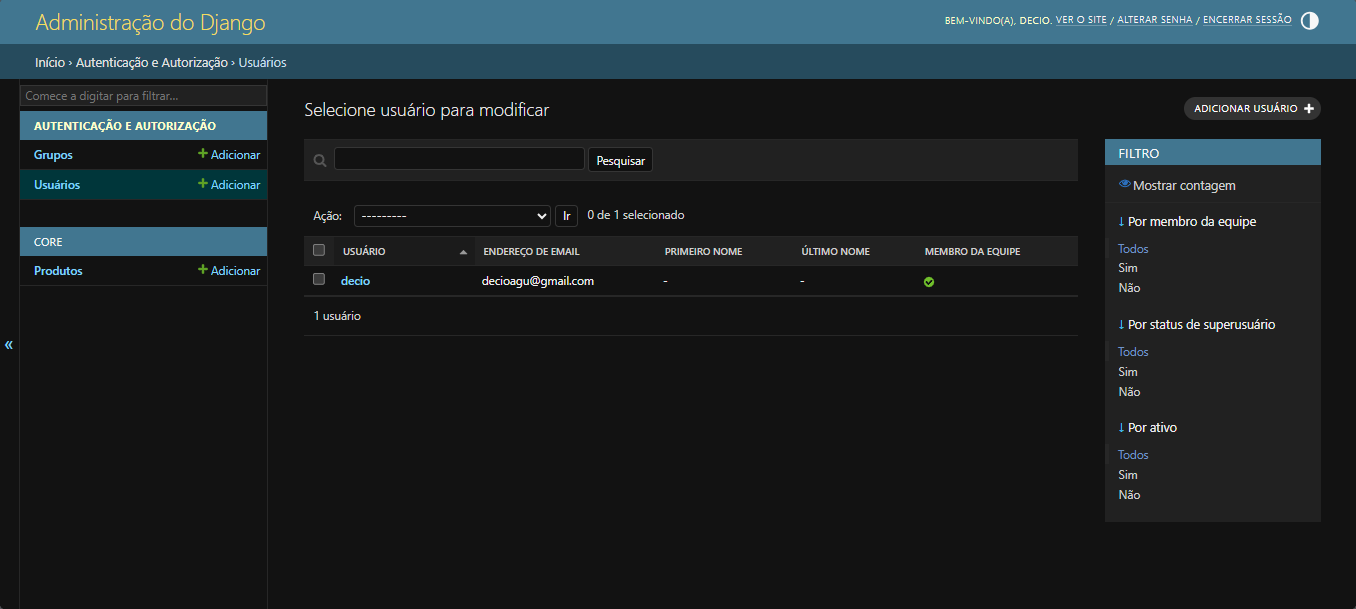 Administração do Django
BEM-VINDO(A), DECIO. VER O SITE / ALTERAR SENHA / ENCERRAR SESSÃO
Início › Autenticação e Autorização › Usuários
Comece a digitar para filtrar...
AUTENTICAÇÃO E AUTORIZAÇÃO
Grupos + Adicionar
Usuários + Adicionar
CORE
Produtos + Adicionar
«
Selecione usuário para modificar
ADICIONAR USUÁRIO +
Pesquisar
Ação: --------- Ir 0 de 1 selecionado
USUÁRIO ENDEREÇO DE EMAIL PRIMEIRO NOME ÚLTIMO NOME MEMBRO DA EQUIPE
decio decioagu@gmail.com - -
1 usuário
FILTRO
Mostrar contagem
↓ Por membro da equipe
Todos
Sim
Não
↓ Por status de superusuário
Todos
Sim
Não
↓ Por ativo
Todos
Sim
Não